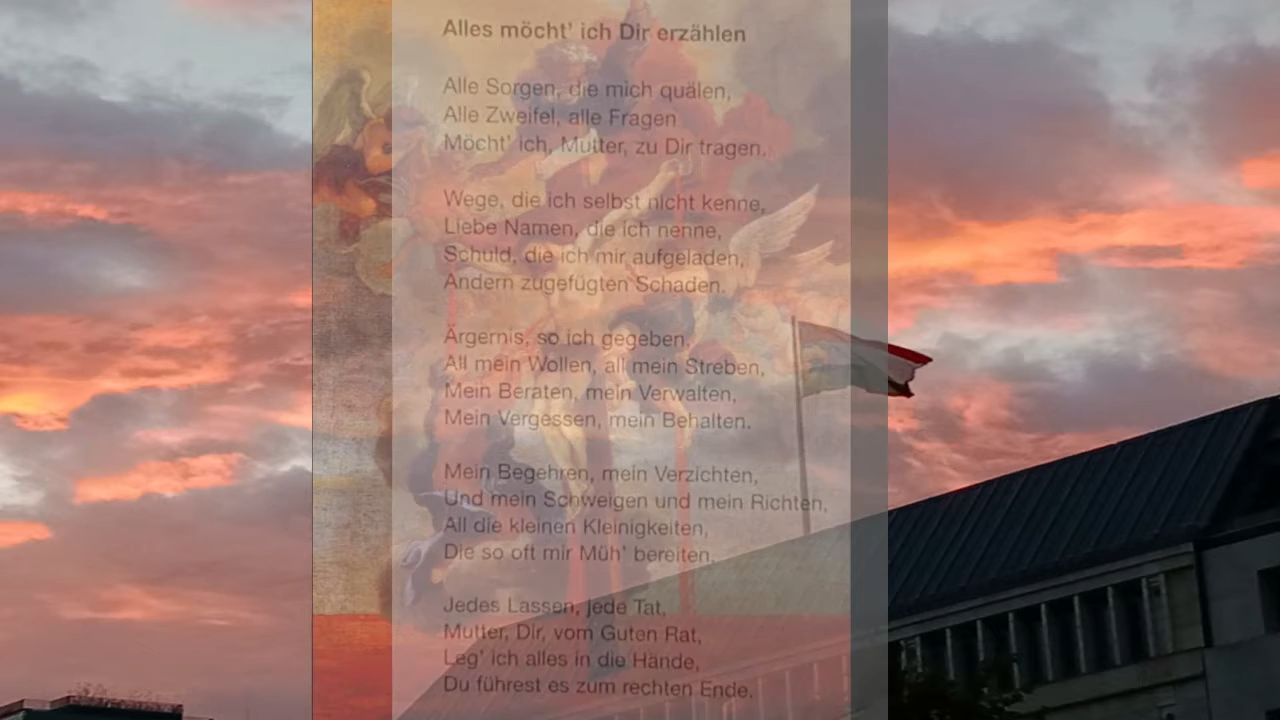 Alles möcht' ich Dir erzählen
Alle Sorgen, die mich quälen,
Alle Zweifel, alle Fragen
Möcht' ich, Mutter, zu Dir tragen.
Wege, die ich selbst nicht kenne,
Liebe Namen, die ich nenne,
Schuld, die ich mir aufgeladen,
Andern zugefügten Schaden.
Ärgernis, so ich gegeben,
All mein Wollen, all mein Streben,
Mein Beraten, mein Verwalten,
Mein Vergessen, mein Behalten.
Mein Begehren, mein Verzichten,
Und mein Schweigen und mein Richten,
All die kleinen Kleinigkeiten,
Die so oft mir Müh' bereiten.
Jedes Lassen, jede Tat,
Mutter, Dir, vom Guten Rat,
Leg' ich alles in die Hände,
Du führest es zum rechten Ende.